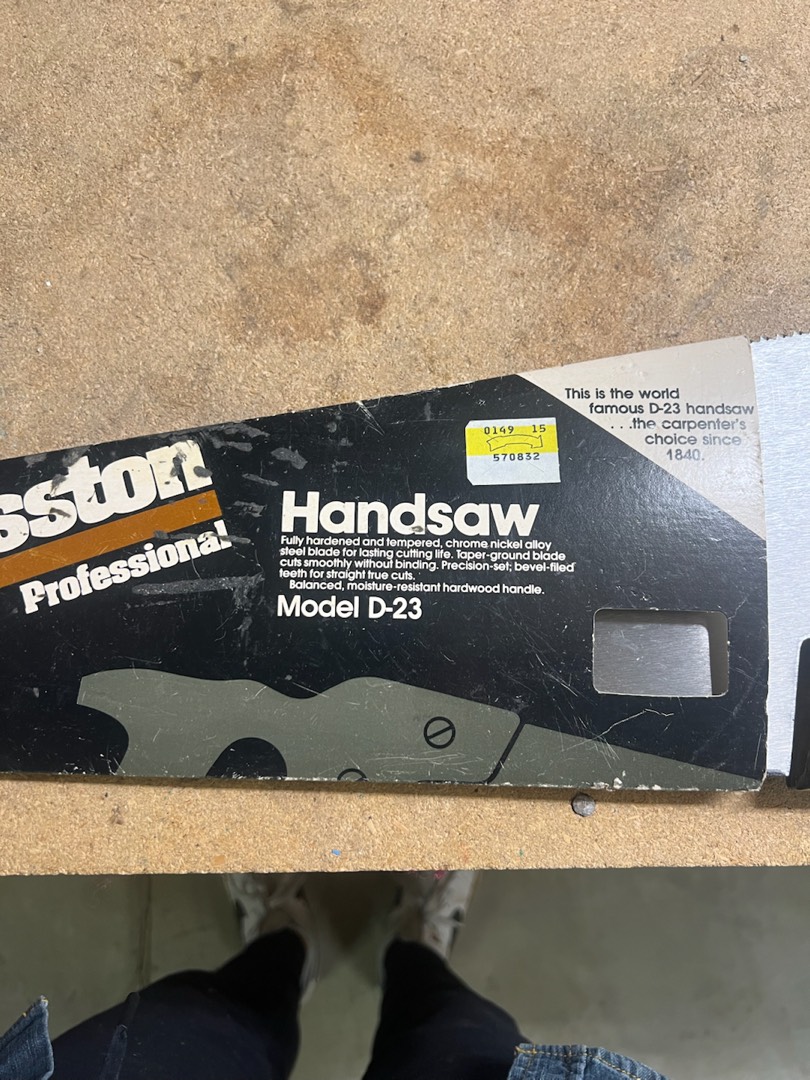 sston
Professional
Handsaw
Fully hardened and tempered, chrome nickel alloy
steel blade for lasting cutting life. Taper-ground blade
cuts smoothly without binding. Precision-set; bevel-filed
teeth for straight true cuts.
Balanced, moisture-resistant hardwood handle.
Model D-23
0149 15
570832
This is the world
famous D-23 handsaw
. . .the carpenter's
choice since
1840.